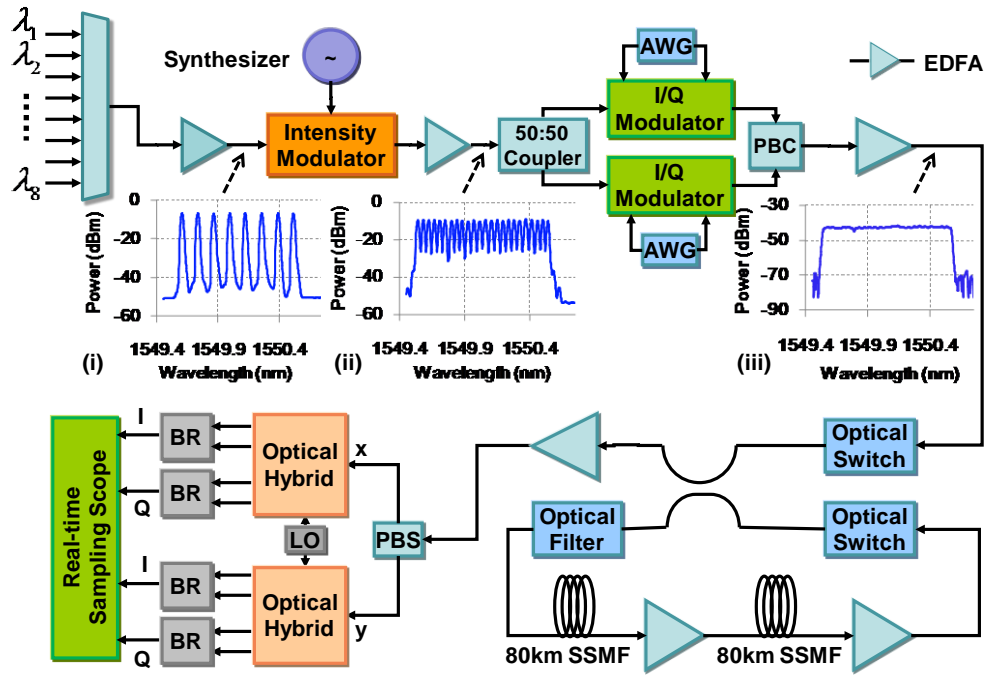 λ1
λ2
λ8
Synthesizer
~
Intensity
Modulator
50:50
Coupler
AWG
I/Q
Modulator
I/Q
Modulator
AWG
PBC
EDFA
0
−20
−40
−60
Power (dBm)
1549.4 1549.9 1550.4
Wavelength (nm)
(i)
0
−20
−40
−60
Power (dBm)
1549.4 1549.9 1550.4
Wavelength (nm)
(ii)
−30
−50
−70
−90
Power (dBm)
1549.4 1549.9 1550.4
Wavelength (nm)
(iii)
Real-time
Sampling Scope
I
BR
Q
BR
Optical
Hybrid
x
LO
PBS
I
BR
Q
BR
Optical
Hybrid
y
Optical
Switch
Optical
Filter
Optical
Switch
80km SSMF
80km SSMF